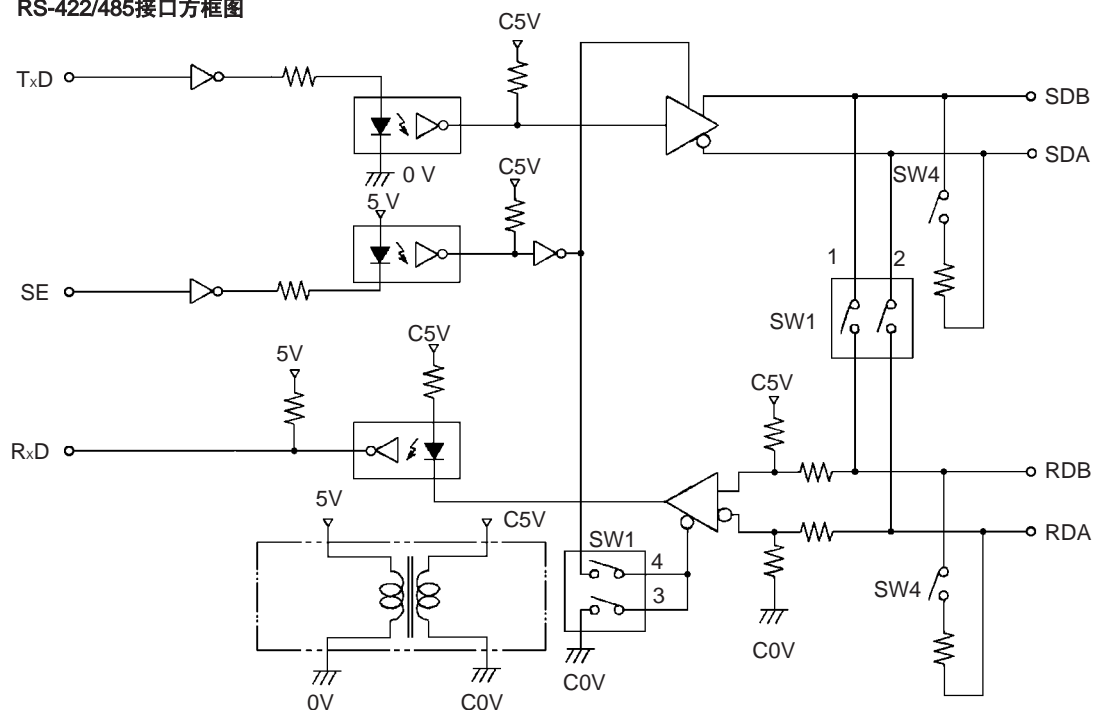 RS-422/485接口方框图
C5V
TxD
SDB
0 V
C5V
SDA
SW4
5 V
1
2
SE
SW1
C5V
5V
C5V
RxD
RDB
5V
C5V
SW1
RDA
4
3
SW4
C0V
C0V
0V
C0V